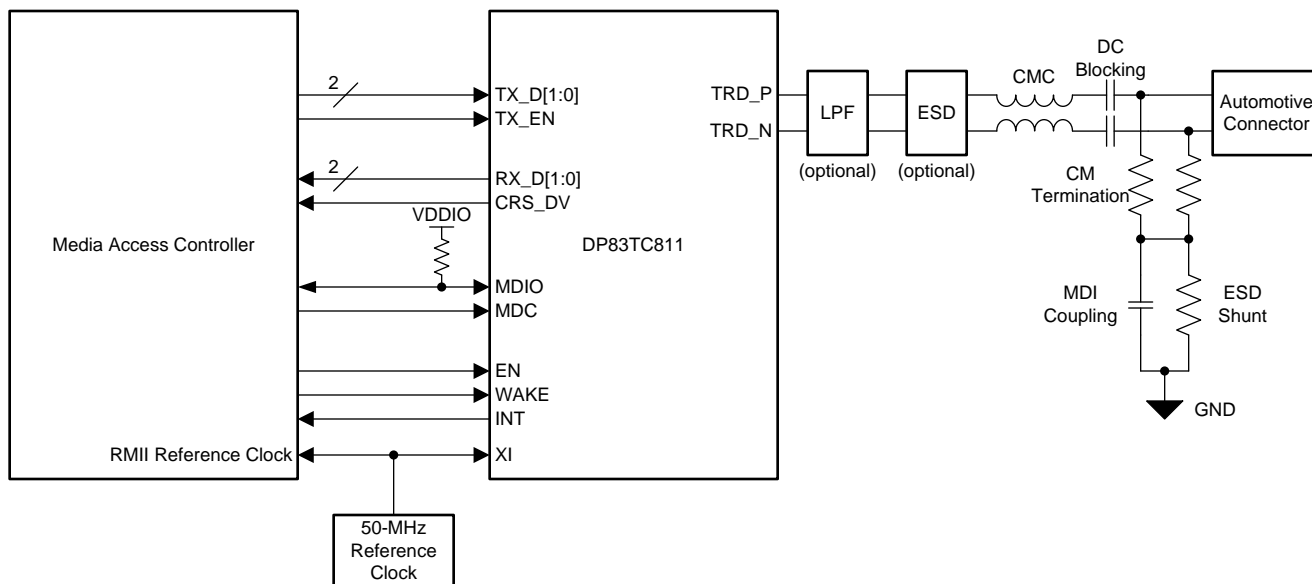 Media Access Controller
RMII Reference Clock
2
2
VDDIO
50-MHz
Reference
Clock
TX_D[1:0]
TX_EN
RX_D[1:0]
CRS_DV
MDIO
MDC
EN
WAKE
INT
XI
DP83TC811
TRD_P
TRD_N
LPF
(optional)
ESD
(optional)
CMC
DC
Blocking
Automotive
Connector
CM
Termination
MDI
Coupling
ESD
Shunt
GND